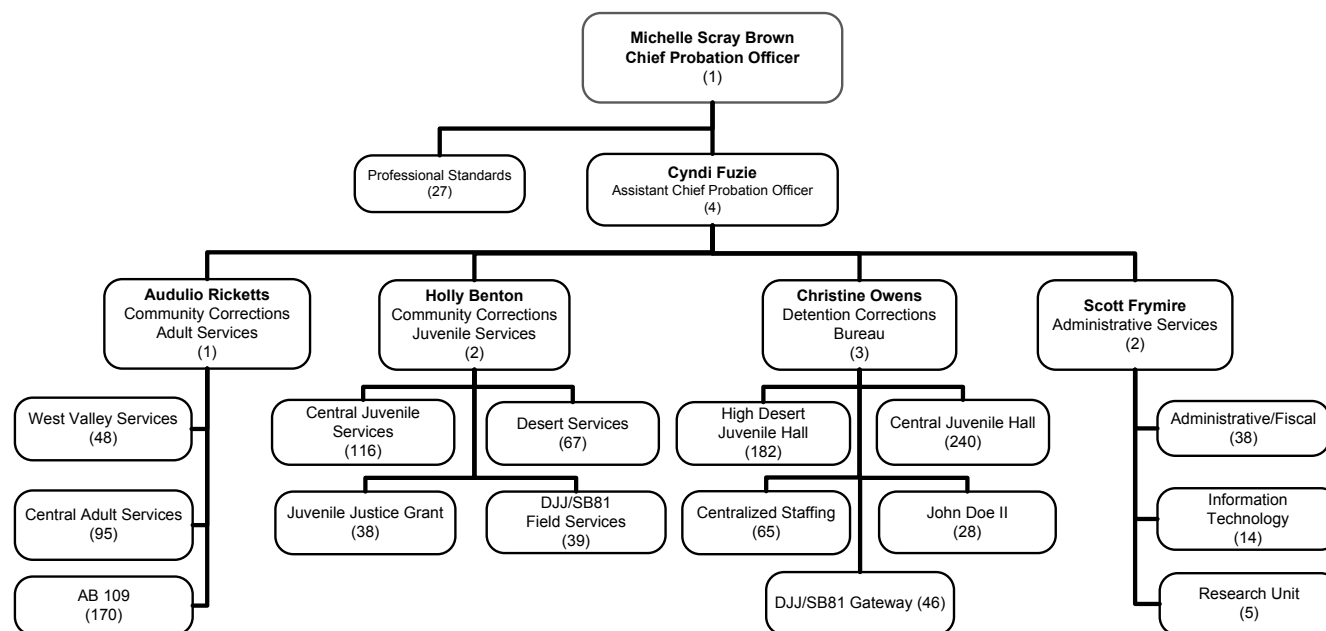 Michelle Scray Brown
Chief Probation Officer
(1)
Professional Standards
(27)
Cyndi Fuzie
Assistant Chief Probation Officer
(4)
Audulio Ricketts
Community Corrections
Adult Services
(1)
Holly Benton
Community Corrections
Juvenile Services
(2)
Christine Owens
Detention Corrections
Bureau
(3)
Scott Frymire
Administrative Services
(2)
West Valley Services
(48)
Central Adult Services
(95)
AB 109
(170)
Central Juvenile
Services
(116)
Desert Services
(67)
Juvenile Justice Grant
(38)
DJJ/SB81
Field Services
(39)
High Desert
Juvenile Hall
(182)
Central Juvenile Hall
(240)
Centralized Staffing
(65)
John Doe II
(28)
DJJ/SB81 Gateway (46)
Administrative/Fiscal
(38)
Information
Technology
(14)
Research Unit
(5)